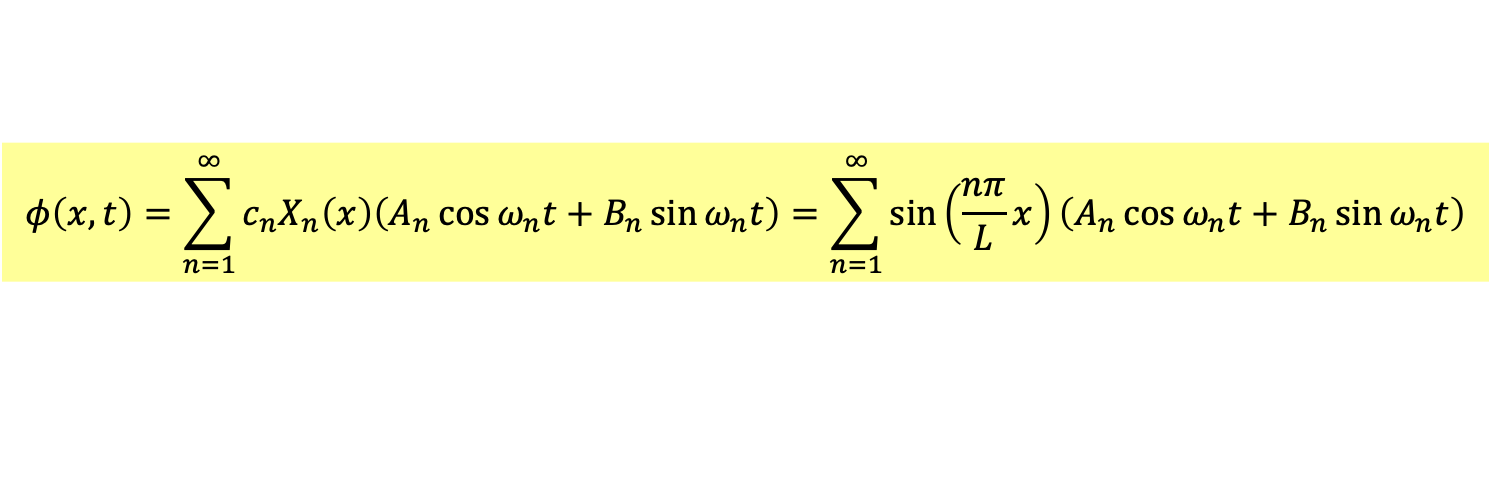 ϕ(x, t) = ∑_{n=1}^{∞} c_n X_n(x)(A_n cos ω_n t + B_n sin ω_n t) = ∑_{n=1}^{∞} sin (nπ/L x) (A_n cos ω_n t + B_n sin ω_n t)